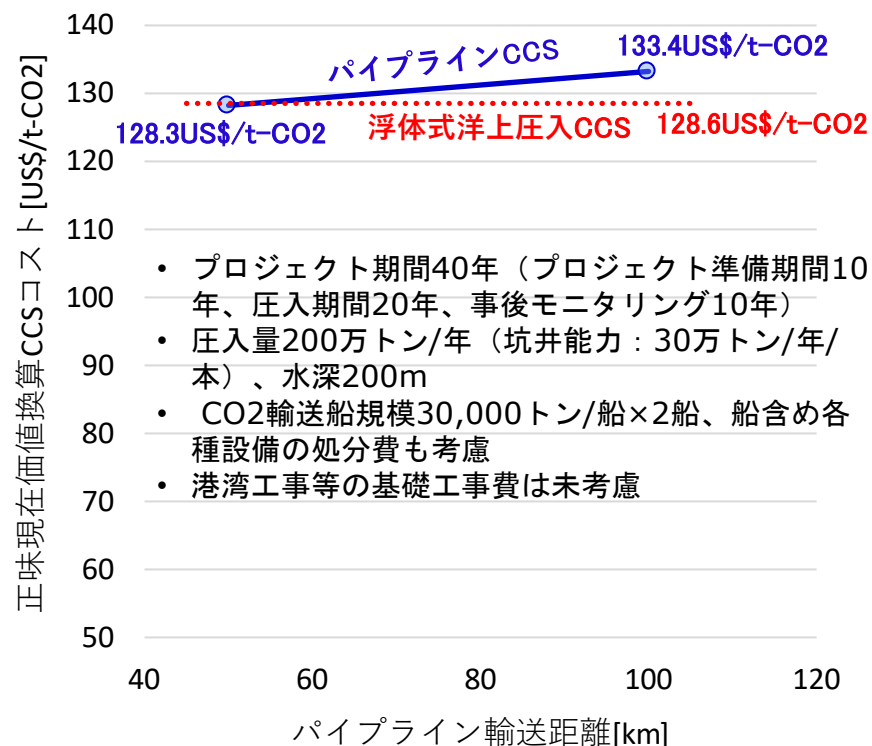 正味現在価値換算CCSコスト[US$/t-CO2]
140
130
120
110
100
90
80
70
60
50
パイプラインCCS
133.4US$/t-CO2
128.3US$/t-CO2
浮体式洋上圧入CCS
128.6US$/t-CO2
• プロジェクト期間40年（プロジェクト準備期間10
年、圧入期間20年、事後モニタリング10年）
• 圧入量200万トン/年（坑井能力：30万トン/年/
本）、水深200m
• CO2輸送船規模30,000トン/船×2船、船含め各
種設備の処分費も考慮
• 港湾工事等の基礎工事費は未考慮
40
60
80
100
120
パイプライン輸送距離[km]